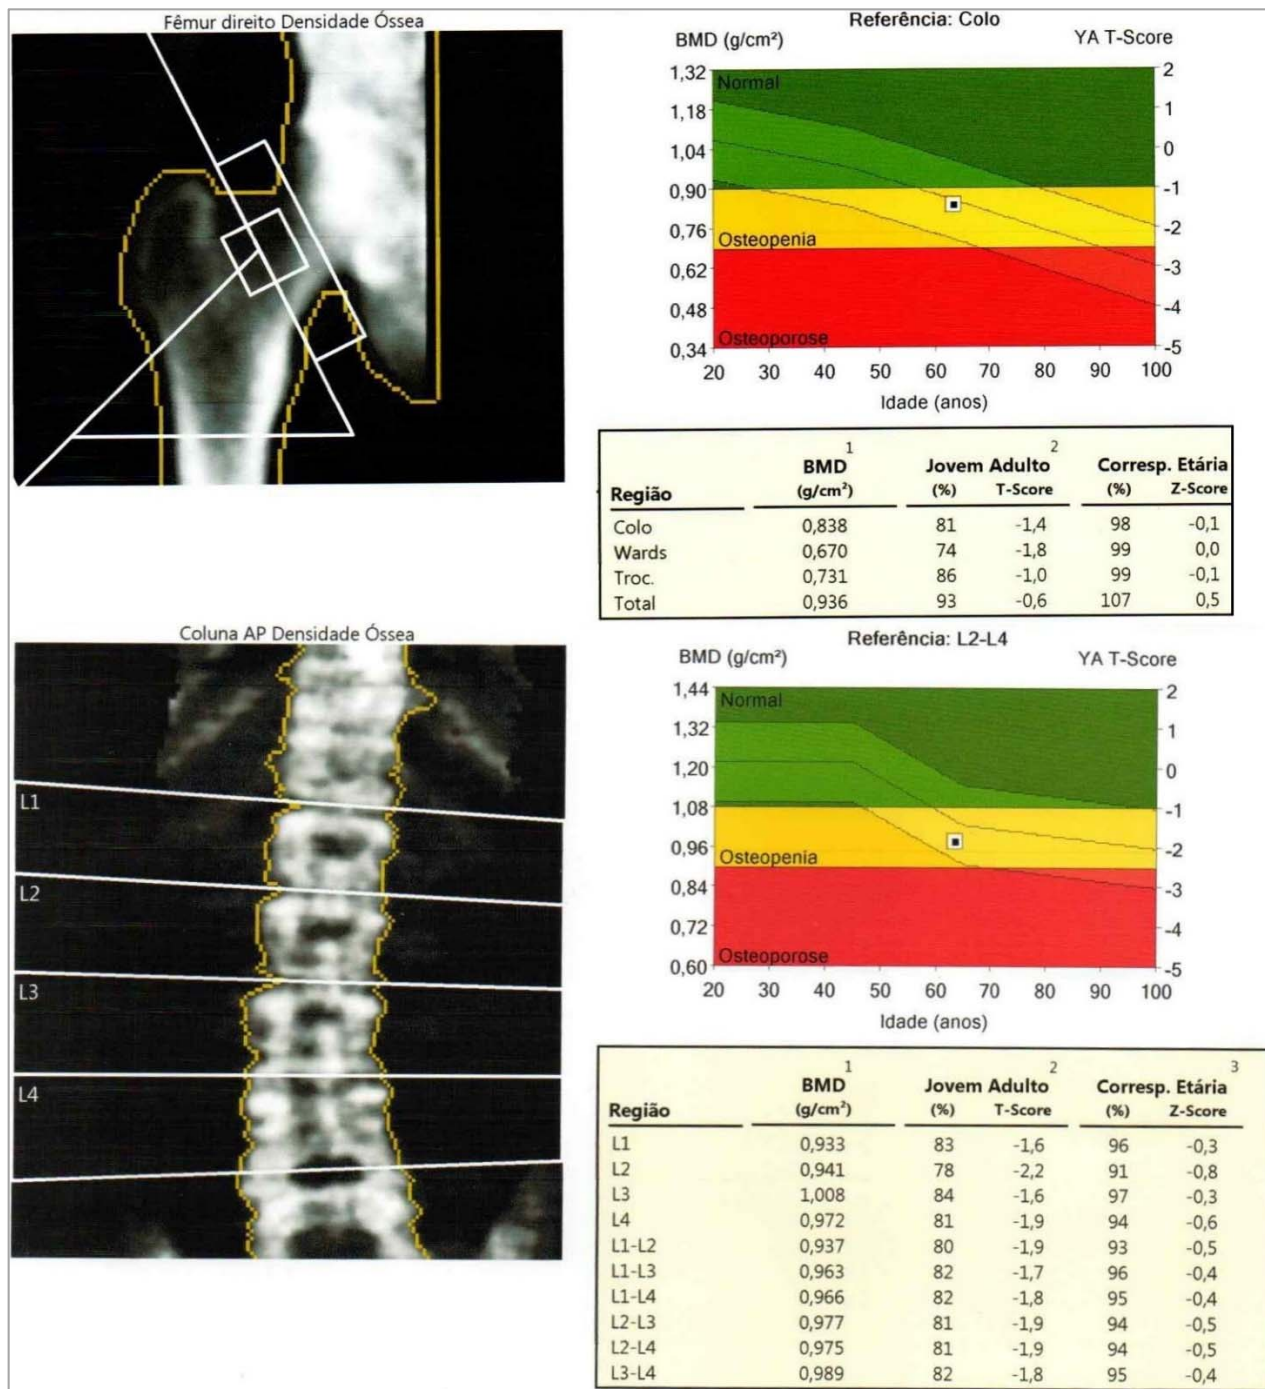 Fêmur direito Densidade Óssea
Referência: Colo
BMD (g/cm²) YA T-Score
1,32 2
Normal
1,18 1
1,04 0
0,90 -1
0,76 -2
Osteopenia
0,62 -3
0,48 -4
Osteoporose
0,34 -5
20 30 40 50 60 70 80 90 100
Idade (anos)
1 2
BMD Jovem Adulto Corresp. Etária
Região (g/cm²) (%) T-Score (%) Z-Score
Colo 0,838 81 -1,4 98 -0,1
Wards 0,670 74 -1,8 99 0,0
Troc. 0,731 86 -1,0 99 -0,1
Total 0,936 93 -0,6 107 0,5
Coluna AP Densidade Óssea
L1
L2
L3
L4
Referência: L2-L4
BMD (g/cm²) YA T-Score
1,44 2
Normal
1,32 1
1,20 0
1,08 -1
0,96 -2
Osteopenia
0,84 -3
0,72 -4
Osteoporose
0,60 -5
20 30 40 50 60 70 80 90 100
Idade (anos)
1 2 3
BMD Jovem Adulto Corresp. Etária
Região (g/cm²) (%) T-Score (%) Z-Score
L1 0,933 83 -1,6 96 -0,3
L2 0,941 78 -2,2 91 -0,8
L3 1,008 84 -1,6 97 -0,3
L4 0,972 81 -1,9 94 -0,6
L1-L2 0,937 80 -1,9 93 -0,5
L1-L3 0,963 82 -1,7 96 -0,4
L1-L4 0,966 82 -1,8 95 -0,4
L2-L3 0,977 81 -1,9 94 -0,5
L2-L4 0,975 81 -1,9 94 -0,5
L3-L4 0,989 82 -1,8 95 -0,4